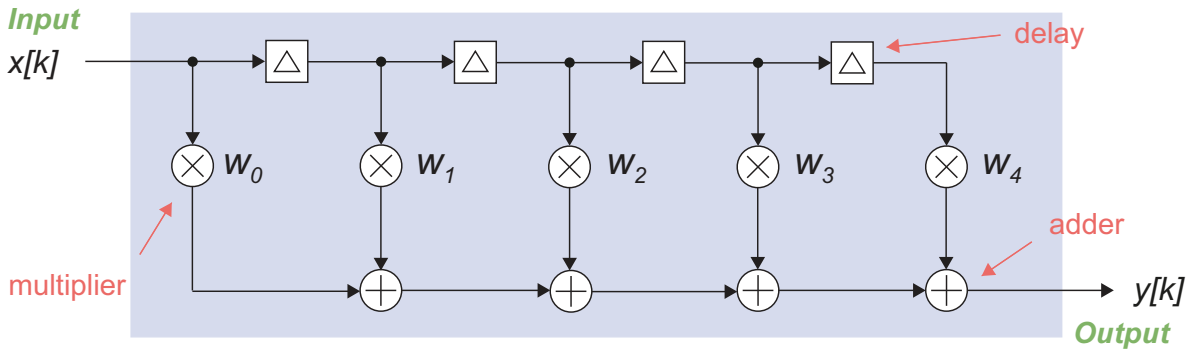 Input
x[k]
delay
w0
w1
w2
w3
w4
multiplier
adder
y[k]
Output